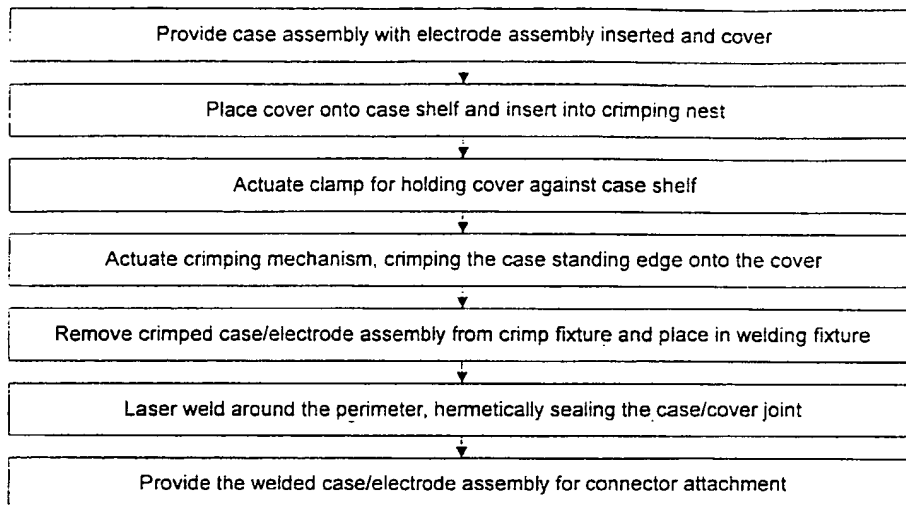 Provide case assembly with electrode assembly inserted and cover
Place cover onto case shelf and insert into crimping nest
Actuate clamp for holding cover against case shelf
Actuate crimping mechanism, crimping the case standing edge onto the cover
Remove crimped case/electrode assembly from crimp fixture and place in welding fixture
Laser weld around the perimeter, hermetically sealing the case/cover joint
Provide the welded case/electrode assembly for connector attachment